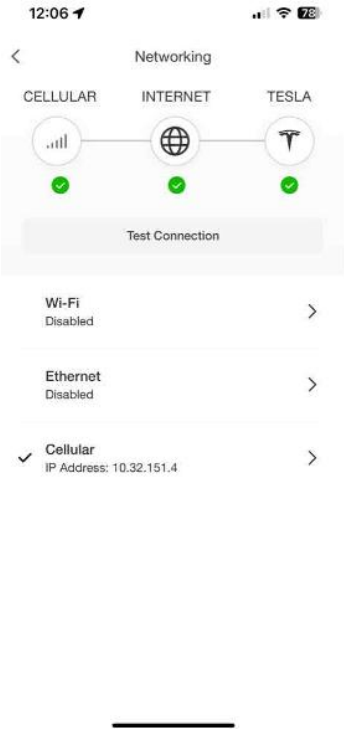 12:06
78
Networking
CELLULAR INTERNET TESLA
Test Connection
Wi-Fi
Disabled
Ethernet
Disabled
Cellular
IP Address: 10.32.151.4